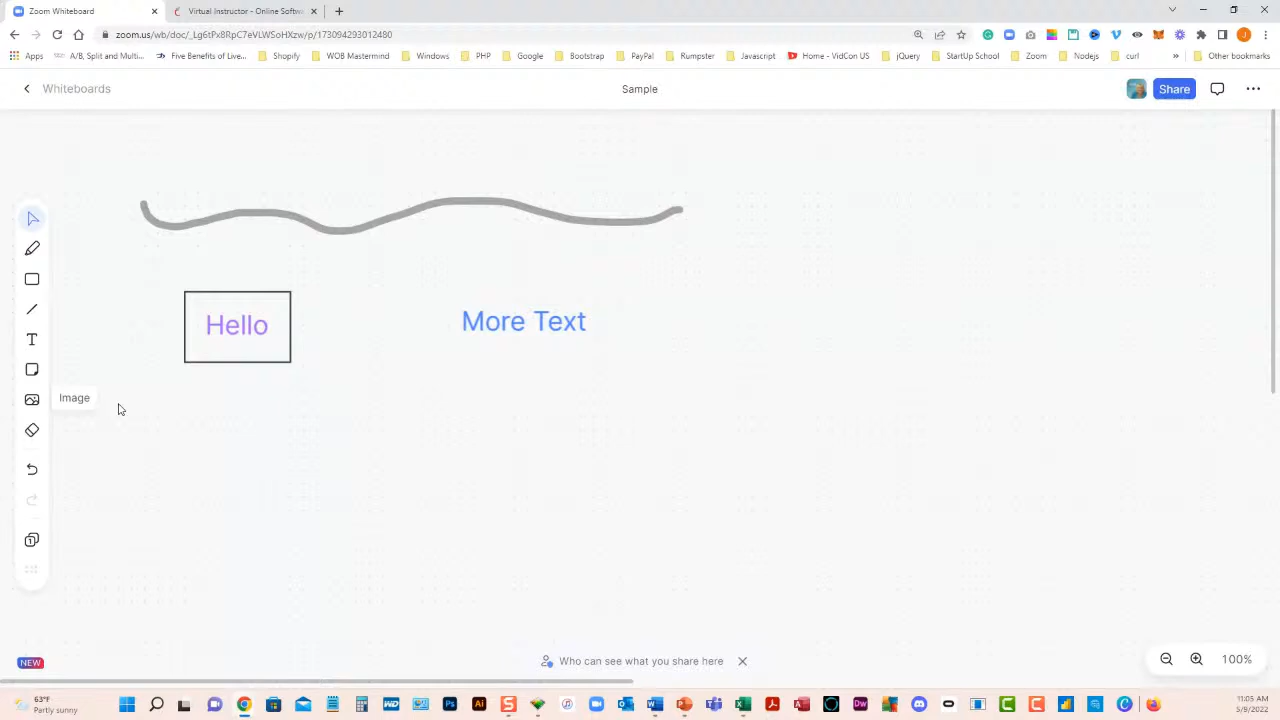 Zoom Whiteboard
Virtual Instructor - Online Softwa
zoom.us/wb/doc/_Lg6tPx8RpC7eVLWSoHXzw/p/173094293012480
Apps
A/B, Split and Multi...
Five Benefits of Live...
Shopify
WOB Mastermind
Windows
PHP
Google
Bootstrap
PayPal
Rumpster
Javascript
Home - VidCon US
jQuery
StartUp School
Zoom
Nodejs
curl
»
Other bookmarks
Whiteboards
Sample
Share
Hello
More Text
T
Image
1
NEW
Who can see what you share here
100%
63°F
Partly sunny
11:05 AM
5/8/2022